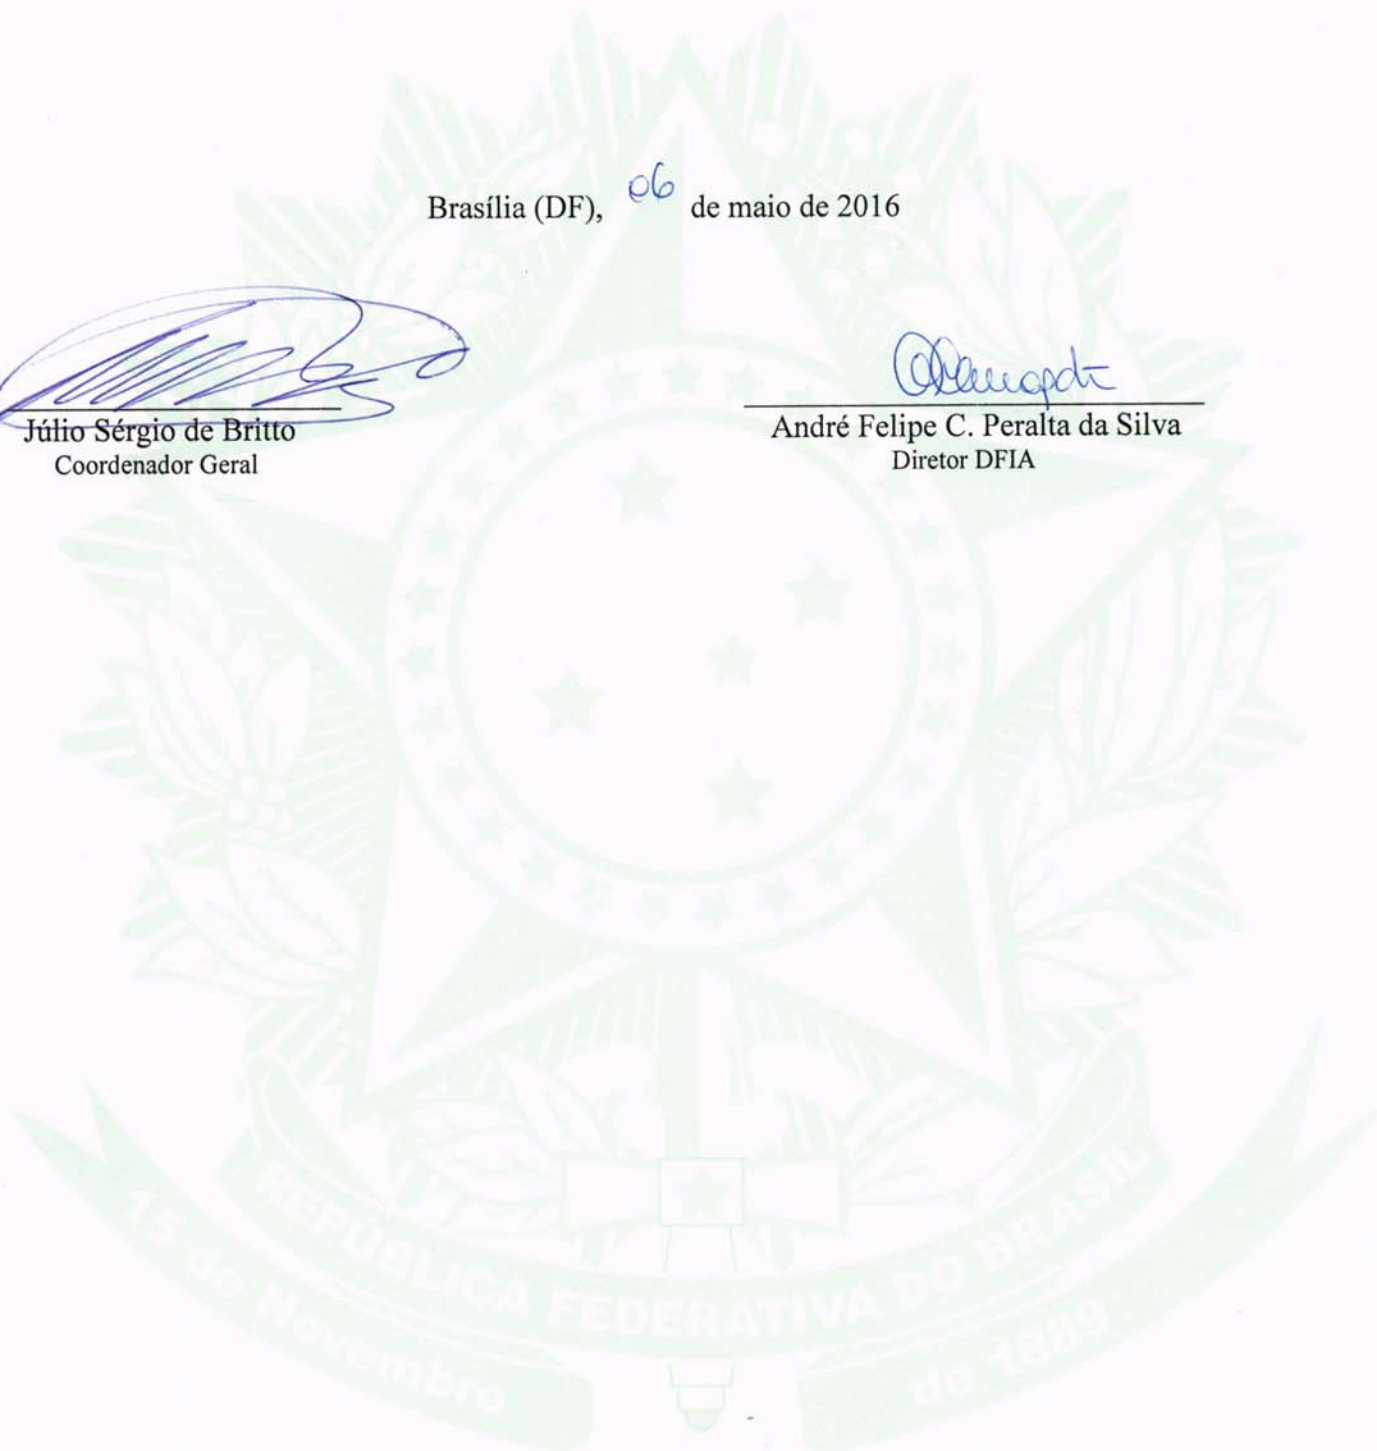 Brasília (DF), 06 de maio de 2016
Júlio Sérgio de Britto
Coordenador Geral
André Felipe C. Peralta da Silva
Diretor DFIA
REPÚBLICA FEDERATIVA DO BRASIL
15 de Novembro de 1889